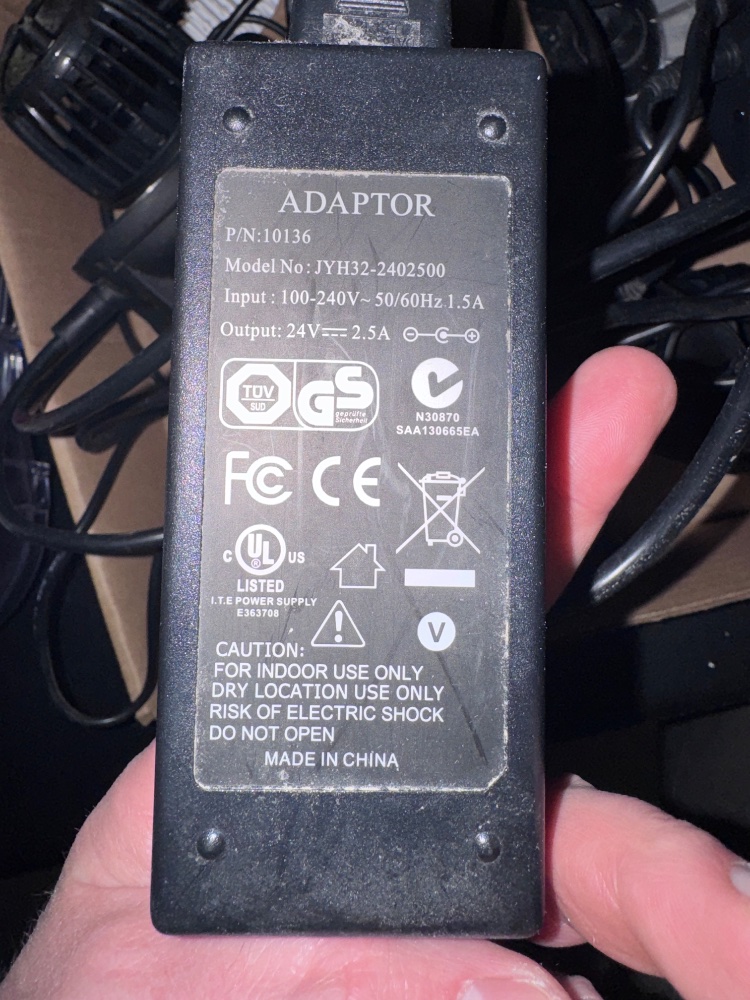 ADAPTOR
P/N:10136
Model No: JYH32-2402500
Input : 100-240V~ 50/60Hz 1.5A
Output: 24V⎓ 2.5A
TÜV
SUD
GS
geprüfte
Sicherheit
N30870
SAA130665EA
FC CE
C UL US
®
LISTED
I.T.E POWER SUPPLY
E363708
V
CAUTION:
FOR INDOOR USE ONLY
DRY LOCATION USE ONLY
RISK OF ELECTRIC SHOCK
DO NOT OPEN
MADE IN CHINA